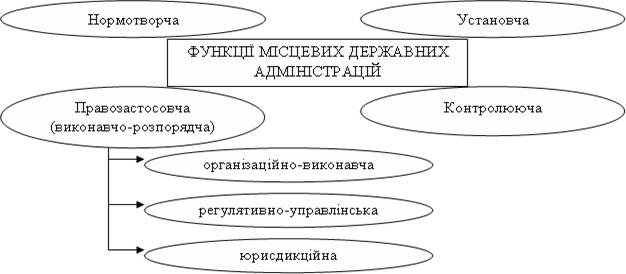 Нормотворча
Установча
ФУНКЦІЇ МІСЦЕВИХ ДЕРЖАВНИХ
АДМІНІСТРАЦІЙ
Правозастосовча
(виконавчо-розпорядча)
Контролююча
організаційно-виконавча
регулятивно-управлінська
юрисдикційна